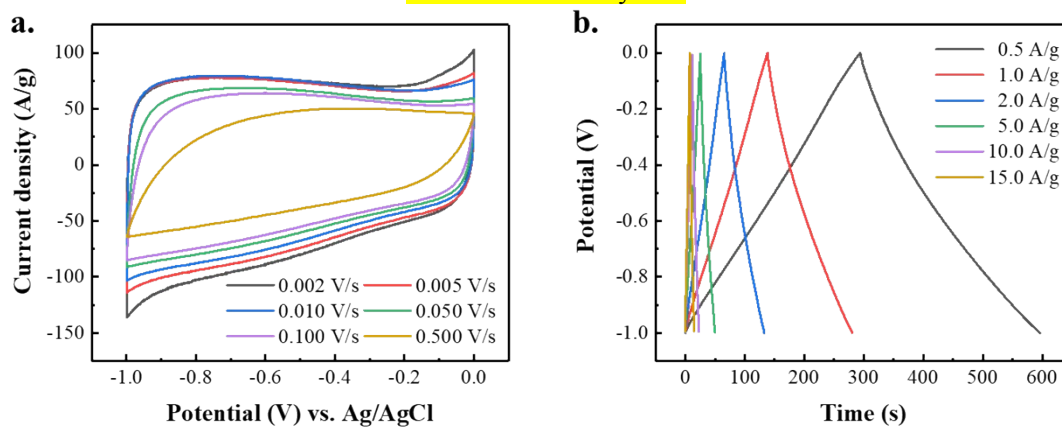 a.
Current density (A/g)
100
50
0
-50
-100
-150
0.002 V/s
0.005 V/s
0.010 V/s
0.050 V/s
0.100 V/s
0.500 V/s
-1.0
-0.8
-0.6
-0.4
-0.2
0.0
Potential (V) vs. Ag/AgCl
b.
Potential (V)
0.0
-0.2
-0.4
-0.6
-0.8
-1.0
0.5 A/g
1.0 A/g
2.0 A/g
5.0 A/g
10.0 A/g
15.0 A/g
0
100
200
300
400
500
600
Time (s)